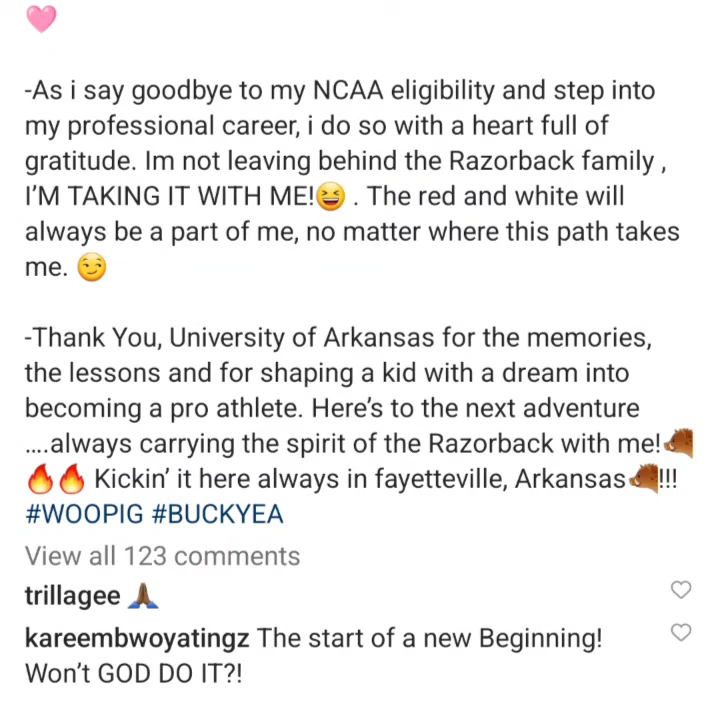 🩷
-As i say goodbye to my NCAA eligibility and step into
my professional career, i do so with a heart full of
gratitude. Im not leaving behind the Razorback family ,
I'M TAKING IT WITH ME!😆 . The red and white will
always be a part of me, no matter where this path takes
me. 😏
-Thank You, University of Arkansas for the memories,
the lessons and for shaping a kid with a dream into
becoming a pro athlete. Here's to the next adventure
....always carrying the spirit of the Razorback with me!🐗
🔥🔥 Kickin' it here always in fayetteville, Arkansas🐗!!!
#WOOPIG #BUCKYEA
View all 123 comments
trillagee 🙏🏾
kareembwoyatingz The start of a new Beginning!
Won't GOD DO IT?!